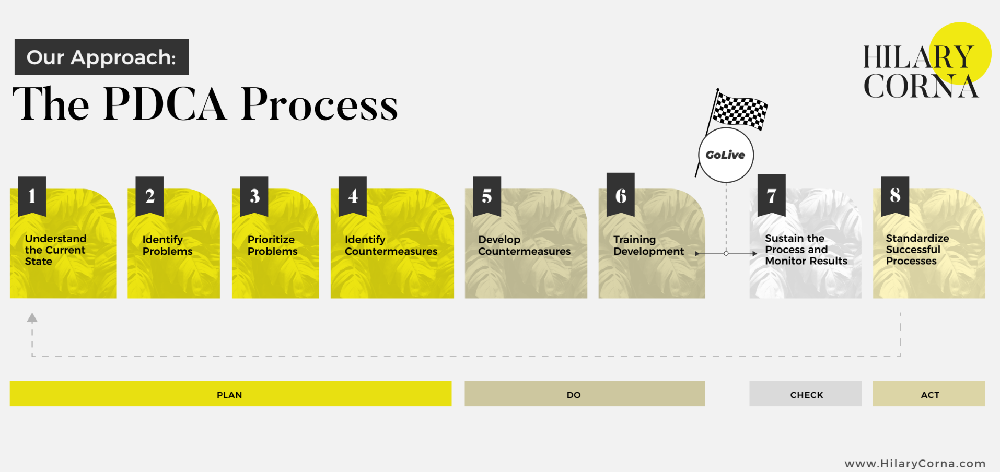 Our Approach:
The PDCA Process
HILARY
CORNA
GoLive
1
Understand
the Current
State
2
Identify
Problems
3
Prioritize
Problems
4
Identify
Countermeasures
5
Develop
Countermeasures
6
Training
Development
7
Sustain the
Process and
Monitor Results
8
Standardize
Successful
Processes
PLAN
DO
CHECK
ACT
www.HilaryCorna.com